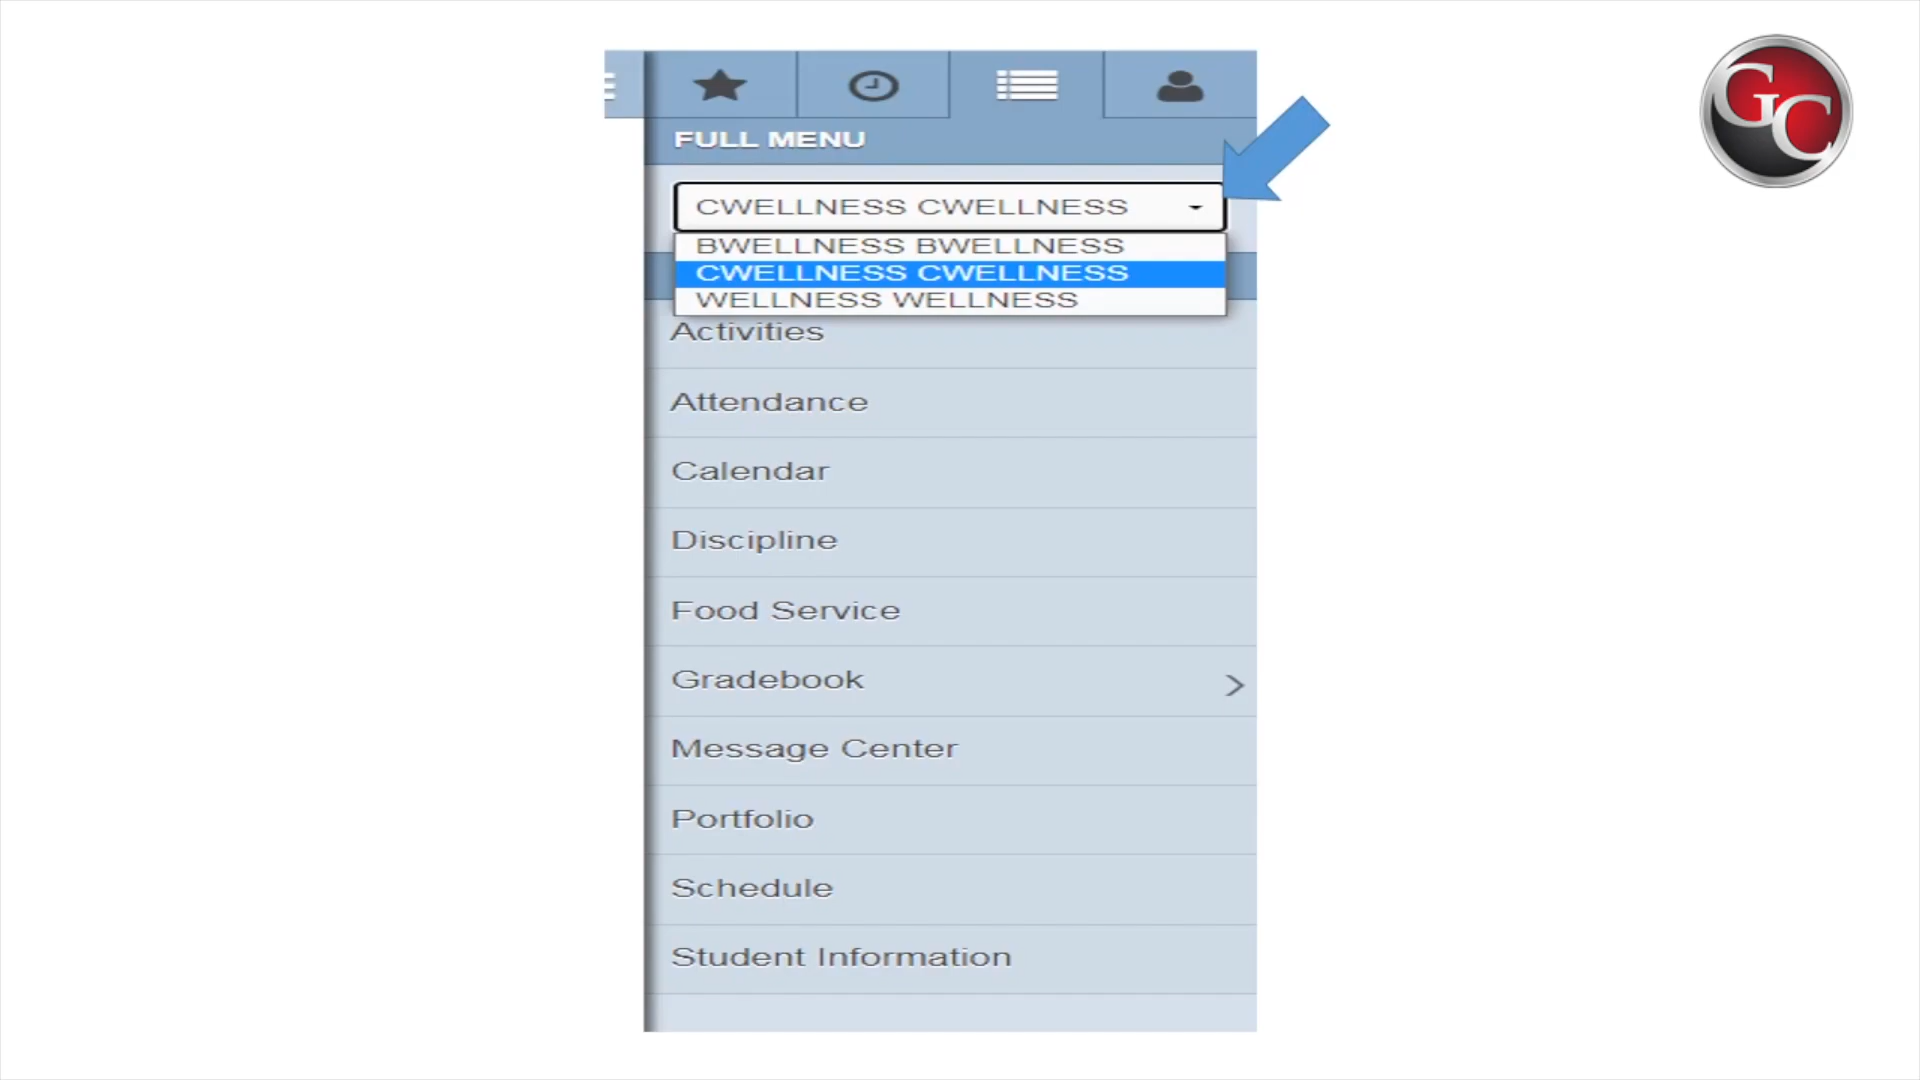 GC
FULL MENU
CWELLNESS CWELLNESS
BWELLNESS BWELLNESS
CWELLNESS CWELLNESS
WELLNESS WELLNESS
Activities
Attendance
Calendar
Discipline
Food Service
Gradebook
Message Center
Portfolio
Schedule
Student Information